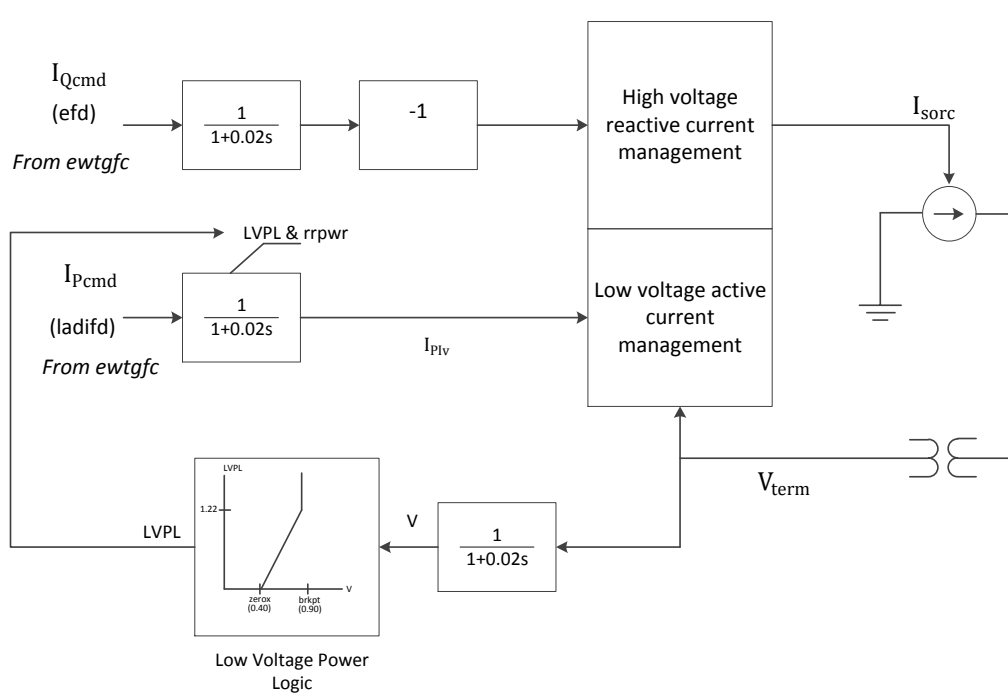 I_Qcmd
(efd)
From ewtgfc
1
1+0.02s
-1
High voltage
reactive current
management
I_sorc
LVPL & rrpwr
I_Pcmd
(ladifd)
From ewtgfc
1
1+0.02s
I_PIv
Low voltage active
current
management
V_term
LVPL
LVPL
1.22
V
zerox
(0.40)
brkpt
(0.90)
V
1
1+0.02s
Low Voltage Power
Logic